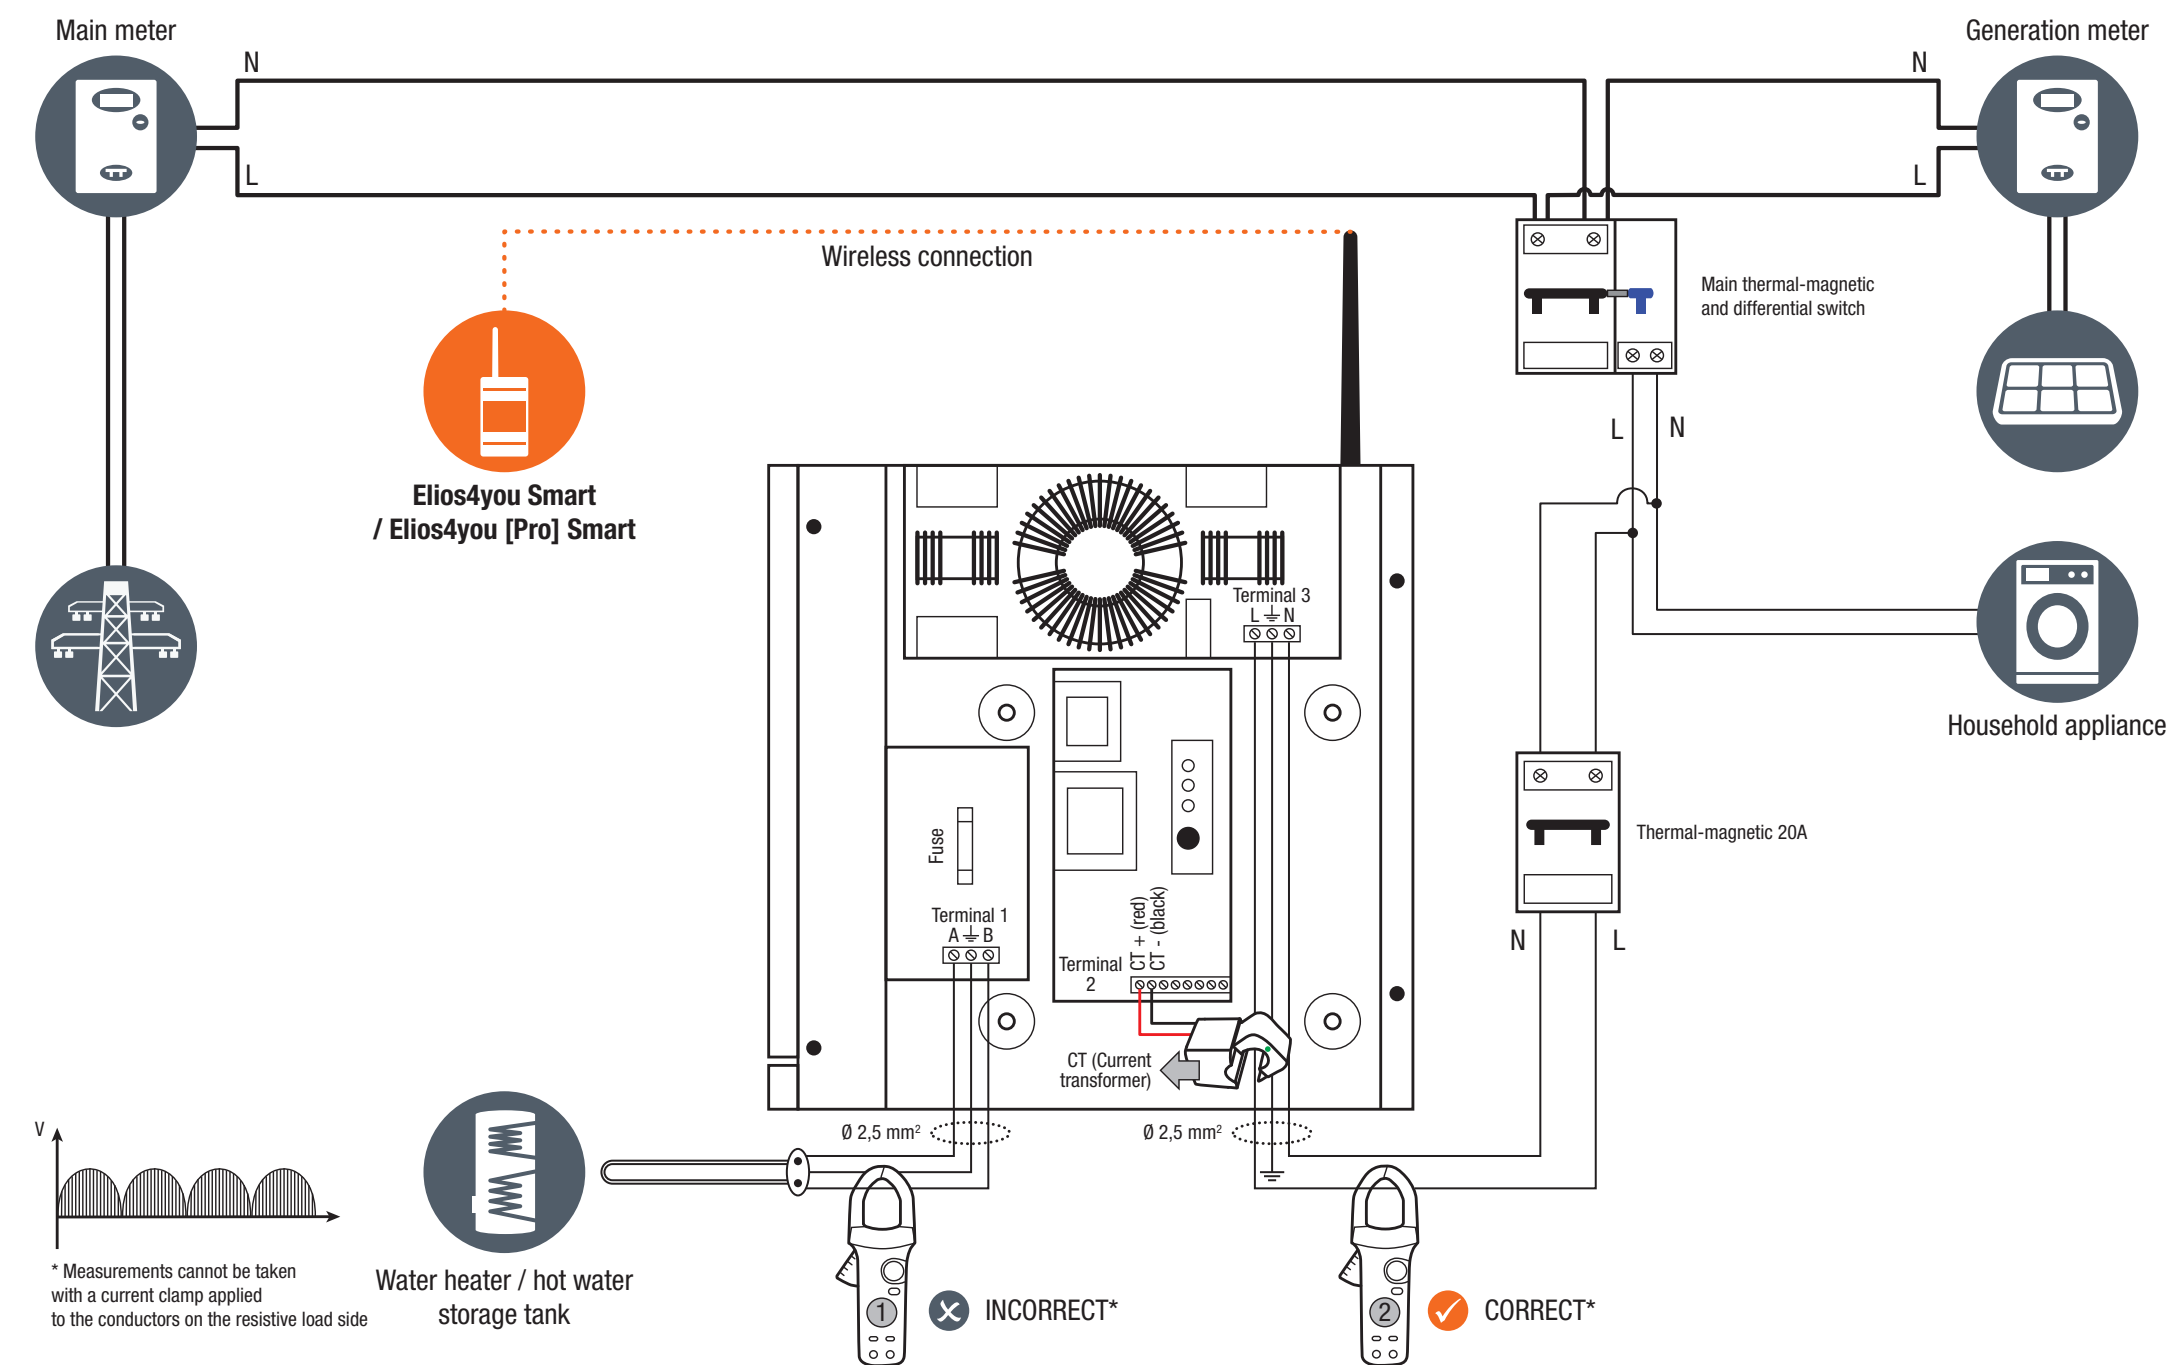 Main meter
Generation meter
N
N
L
L
Wireless connection
Main thermal-magnetic
and differential switch
L
N
Elios4you Smart
/ Elios4you [Pro] Smart
Terminal 3
L
N
Household appliance
Fuse
Thermal-magnetic 20A
CT + (red)
CT - (black)
Terminal 1
A
B
Terminal
2
N
L
CT (Current
transformer)
Ø 2,5 mm²
Ø 2,5 mm²
V
* Measurements cannot be taken
with a current clamp applied
to the conductors on the resistive load side
Water heater / hot water
storage tank
1
INCORRECT*
2
CORRECT*